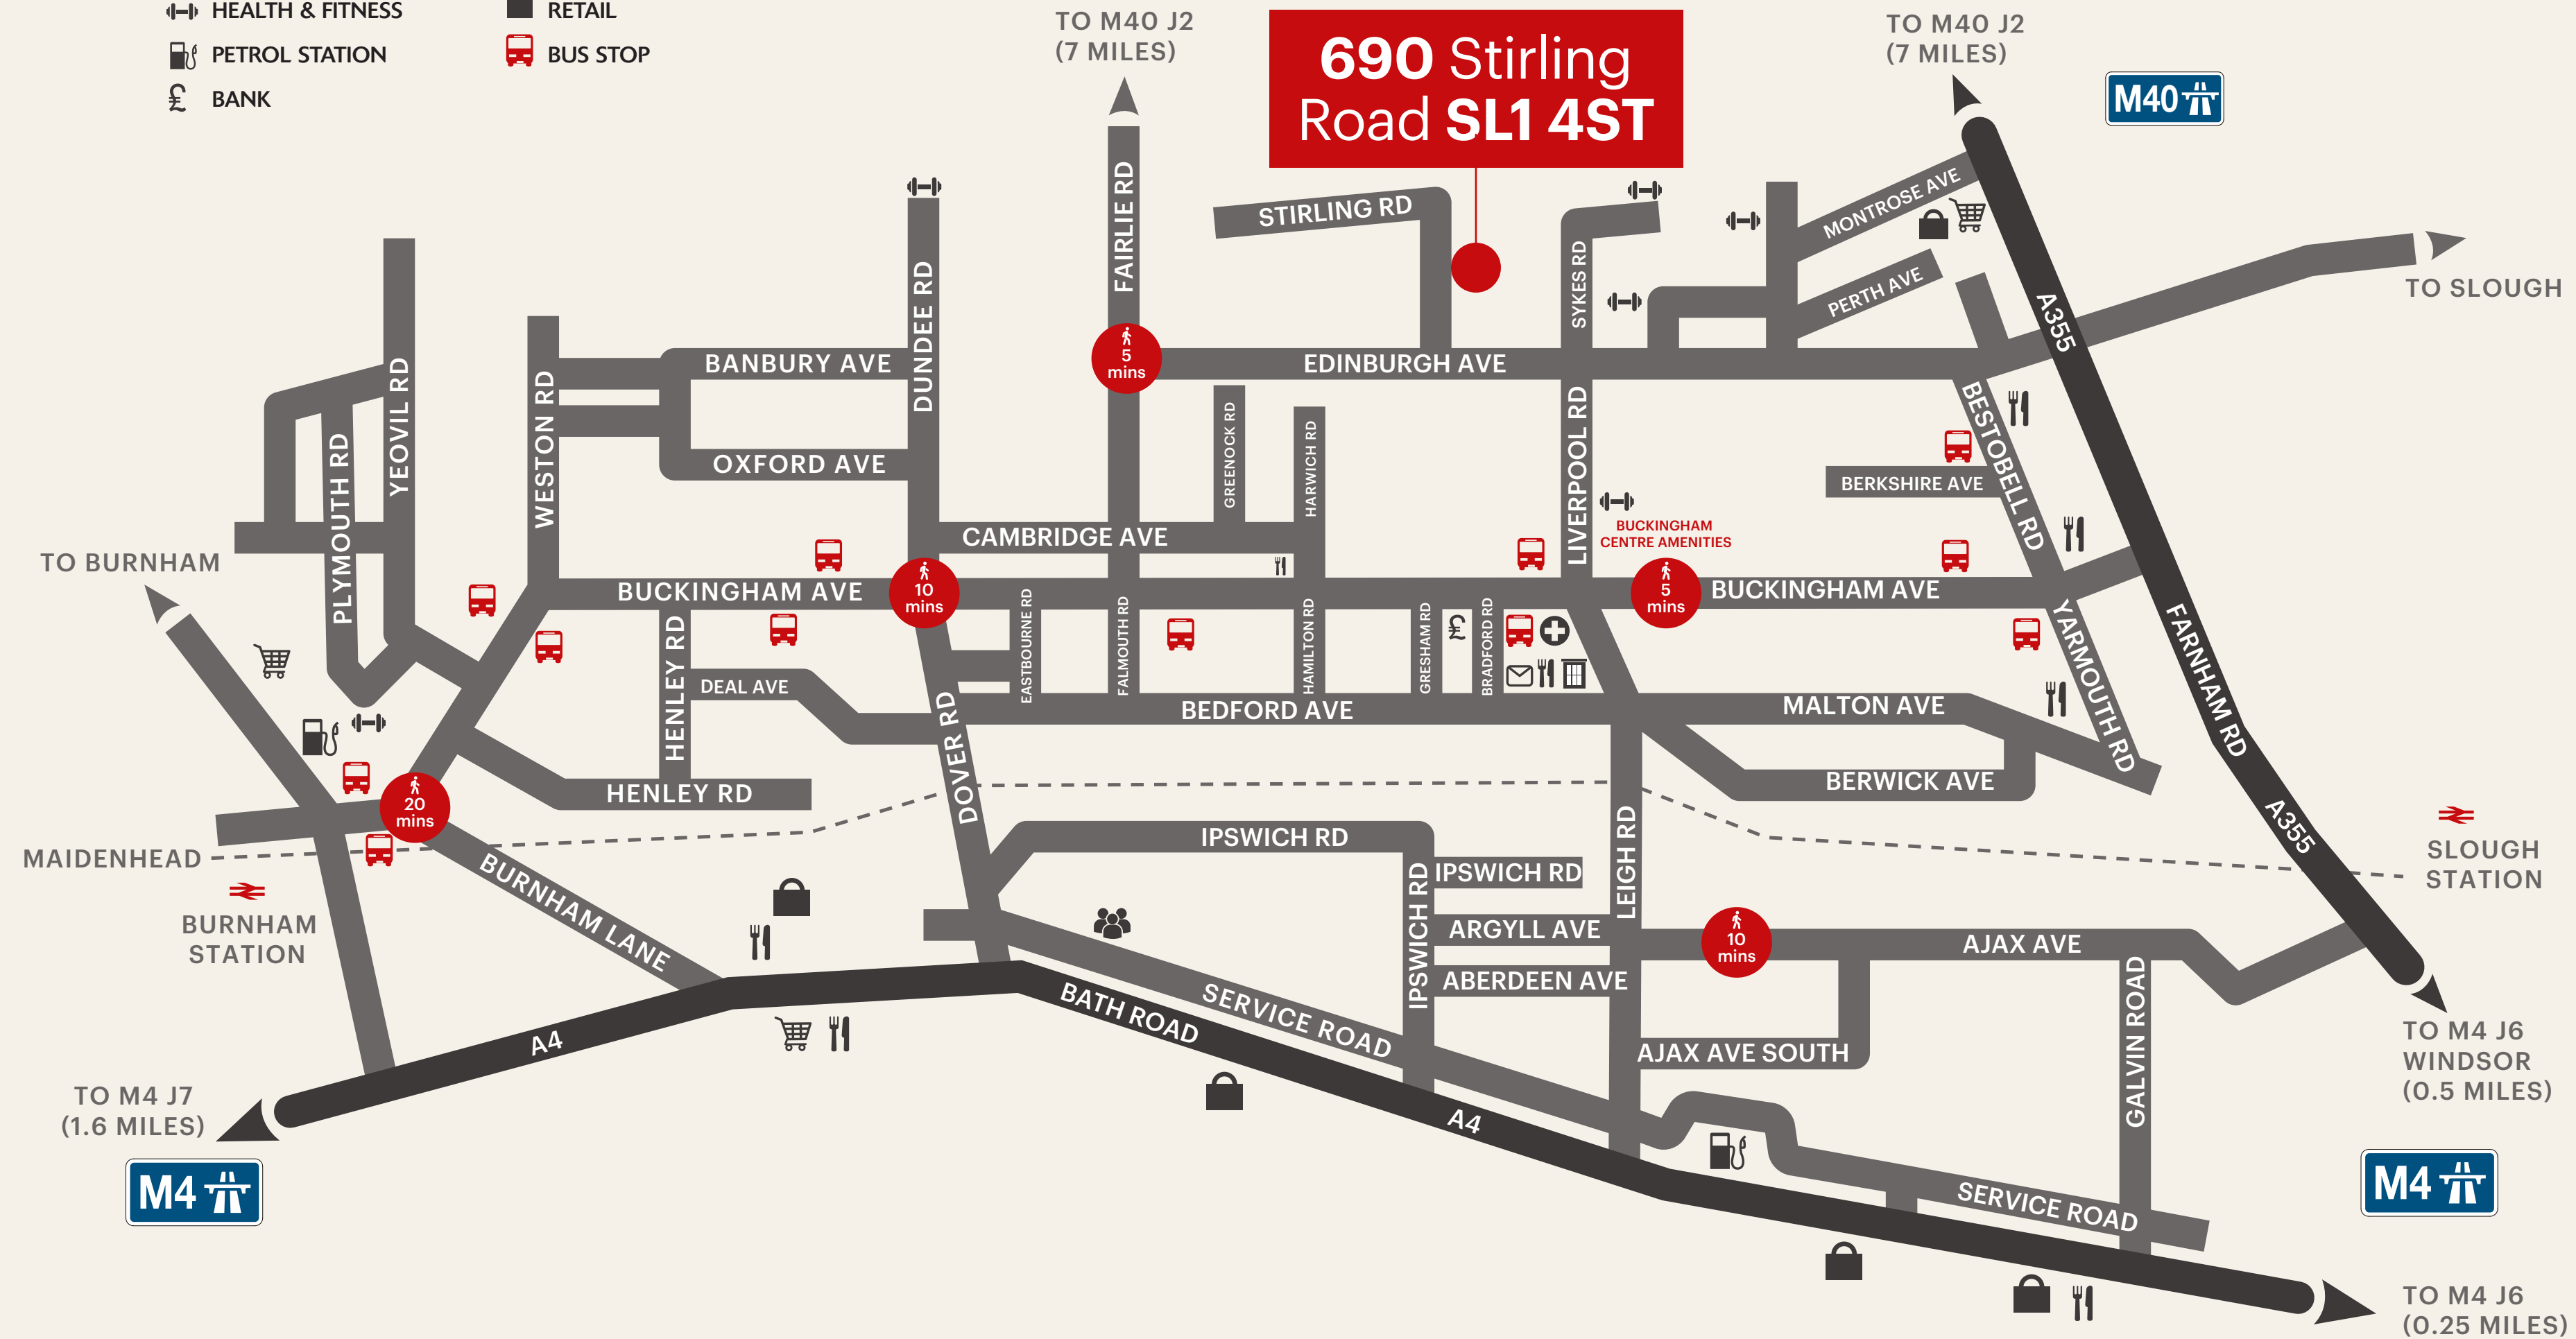 HEALTH & FITNESS
RETAIL
PETROL STATION
BUS STOP
£ BANK
TO M40 J2
(7 MILES)
690 Stirling
Road SL1 4ST
TO M40 J2
(7 MILES)
M40
STIRLING RD
FAIRLIE RD
SYKES RD
MONTROSE AVE
PERTH AVE
A355
TO SLOUGH
5
mins
EDINBURGH AVE
BANBURY AVE
DUNDEE RD
YEOVIL RD
WESTON RD
OXFORD AVE
PLYMOUTH RD
GREENOCK RD
HARWICH RD
LIVERPOOL RD
BESTOBELL RD
BERKSHIRE AVE
CAMBRIDGE AVE
BUCKINGHAM
CENTRE AMENITIES
TO BURNHAM
BUCKINGHAM AVE
10
mins
5
mins
BUCKINGHAM AVE
EASTBOURNE RD
FALMOUTH RD
HAMILTON RD
GRESHAM RD
£
BRADFORD RD
YARMOUTH RD
FARNHAM RD
HENLEY RD
DEAL AVE
DOVER RD
BEDFORD AVE
MALTON AVE
BERWICK AVE
HENLEY RD
20
mins
MAIDENHEAD
BURNHAM
STATION
BURNHAM LANE
IPSWICH RD
IPSWICH RD
IPSWICH RD
LEIGH RD
A355
SLOUGH
STATION
ARGYLL AVE
10
mins
AJAX AVE
ABERDEEN AVE
AJAX AVE SOUTH
GALVIN ROAD
SERVICE ROAD
BATH ROAD
A4
A4
TO M4 J7
(1.6 MILES)
M4
TO M4 J6
WINDSOR
(0.5 MILES)
M4
SERVICE ROAD
TO M4 J6
(0.25 MILES)